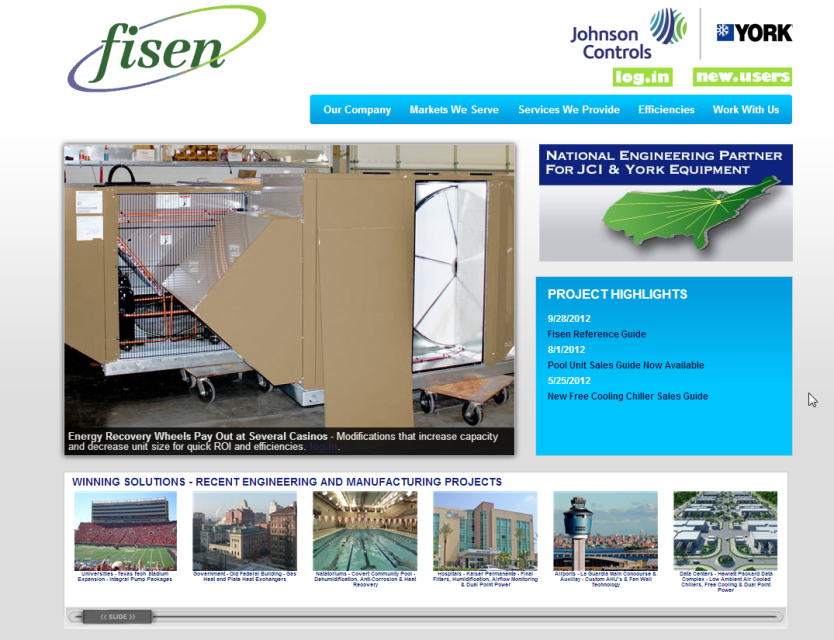 fisen
Johnson
Controls
YORK
log.in
new.users
Our Company
Markets We Serve
Services We Provide
Efficiencies
Work With Us
National Engineering Partner
For JCI & York Equipment
Energy Recovery Wheels Pay Out at Several Casinos - Modifications that increase capacity
and decrease unit size for quick ROI and efficiencies. log.in.
PROJECT HIGHLIGHTS
9/28/2012
Fisen Reference Guide
8/1/2012
Pool Unit Sales Guide Now Available
5/25/2012
New Free Cooling Chiller Sales Guide
WINNING SOLUTIONS - RECENT ENGINEERING AND MANUFACTURING PROJECTS
Universities - Texas Tech Stadium
Expansion - Integral Pump Packages
Government - Old Federal Building - Gas
Heat and Plate Heat Exchangers
Natatoriums - Covert Community Pool -
Dehumidification, Anti-Corrosion & Heat
Recovery
Hospitals - Kaiser Permanente - Final
Filters, Humidification, Airflow Monitoring
& Dual Point Power
Airports - La Guardia Main Concourse &
Auxiliay - Custom AHU's & Fan Wall
Technology
Data Centers - Hewlett Packard Data
Complex - Low Ambient Air Cooled
Chillers, Free Cooling & Dual Point
Power
(( SLIDE ))